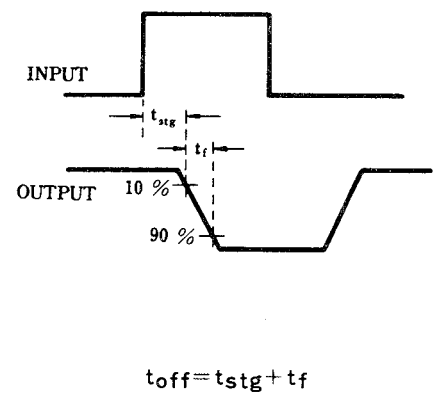 INPUT
tstg
tf
OUTPUT
10 %
90 %
toff=tstg+tf